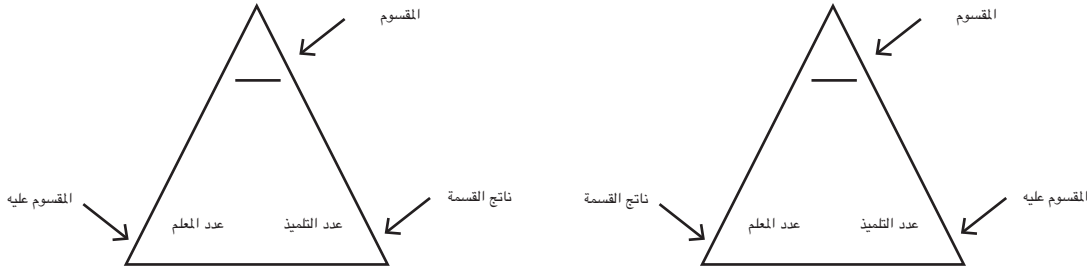 المقسوم
المقسوم
المقسوم عليه
ناتج القسمة
المقسوم عليه
ناتج القسمة
عدد التلميذ
عدد المعلم
عدد التلميذ
عدد المعلم